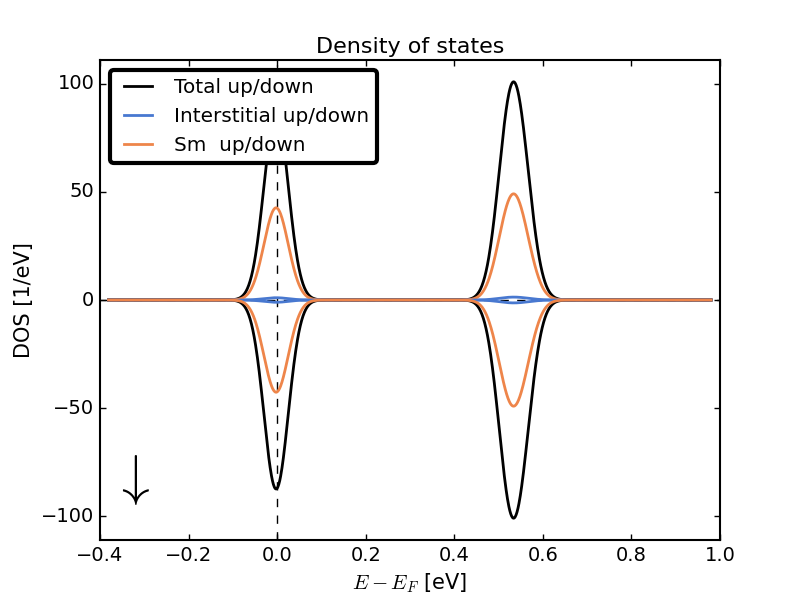 Density of states
Total up/down
Interstitial up/down
Sm up/down
100
50
0
−50
−100
DOS [1/eV]
−0.4 −0.2 0.0 0.2 0.4 0.6 0.8 1.0
E − E_F [eV]